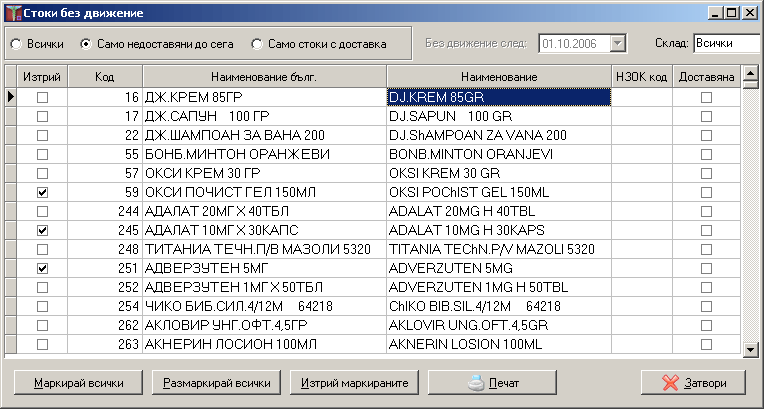 Стоки без движение
Всички Само недоставяни до сега Само стоки с доставка Без движение след: 01.10.2006 Склад: Всички
Изтрий Код Наименование бълг. Наименование НЗОК код Доставяна
16 ДЖ.КРЕМ 85ГР DJ.KREM 85GR
17 ДЖ.САПУН 100 ГР DJ.SAPUN 100 GR
22 ДЖ.ШАМПОАН ЗА ВАНА 200 DJ.ShAMPOAN ZA VANA 200
55 БОНБ.МИНТОН ОРАНЖЕВИ BONB.MINTON ORANJEVI
57 ОКСИ КРЕМ 30 ГР OKSI KREM 30 GR
59 ОКСИ ПОЧИСТ ГЕЛ 150МЛ OKSI POChIST GEL 150ML
244 АДАЛАТ 20МГ Х 40ТБЛ ADALAT 20MG H 40TBL
245 АДАЛАТ 10МГ Х 30КАПС ADALAT 10MG H 30KAPS
248 ТИТАНИА ТЕЧН.П/В МАЗОЛИ 5320 TITANIA TEChN.P/V MAZOLI 5320
251 АДВЕРЗУТЕН 5МГ ADVERZUTEN 5MG
252 АДВЕРЗУТЕН 1МГ Х 50ТБЛ ADVERZUTEN 1MG H 50TBL
254 ЧИКО БИБ.СИЛ.4/12М 64218 ChIKO BIB.SIL.4/12M 64218
262 АКЛОВИР УНГ.ОФТ.4,5ГР AKLOVIR UNG.OFT.4,5GR
263 АКНЕРИН ЛОСИОН 100МЛ AKNERIN LOSION 100ML
Маркирай всички Размаркирай всички Изтрий маркираните Печат Затвори